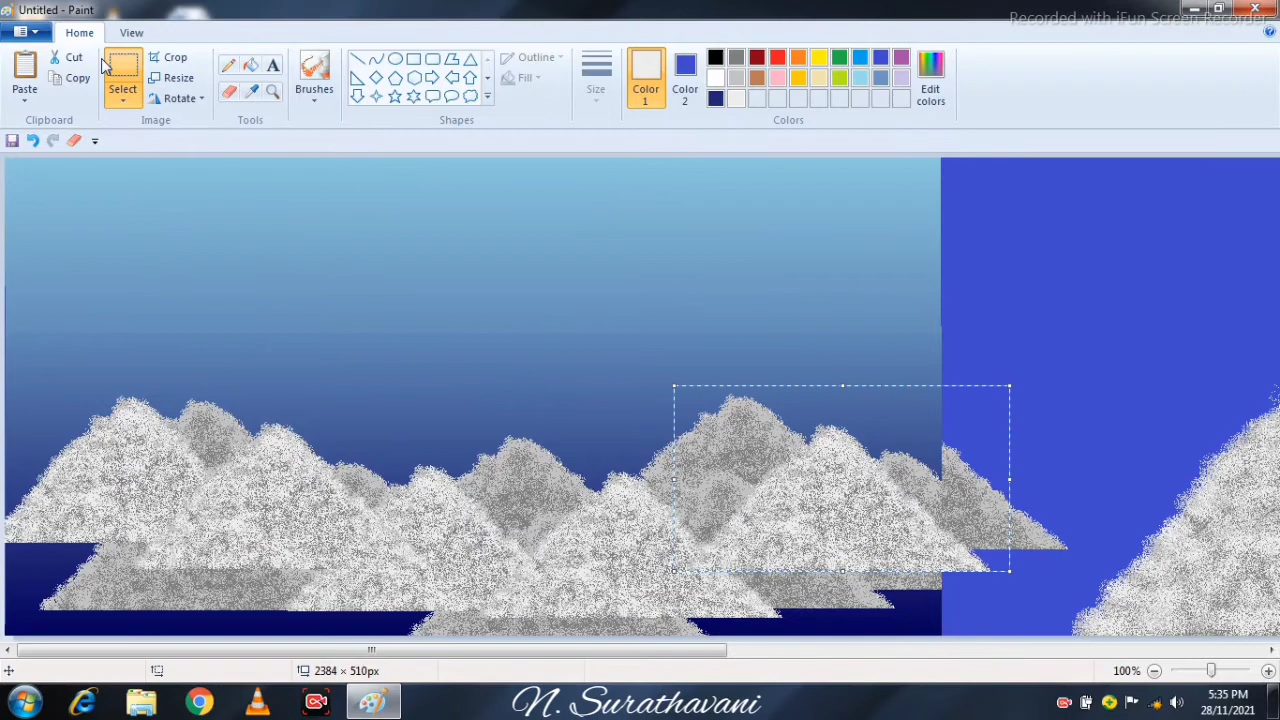 Untitled - Paint
Recorded with iFun Screen Recorder
Home View
Paste
Cut
Copy
Clipboard
Select
Crop
Resize
Rotate
Image
Tools
Brushes
Shapes
Outline
Fill
Size
Color 1
Color 2
Edit colors
Colors
2384 × 510px
100%
N. Surathavani
5:35 PM
28/11/2021